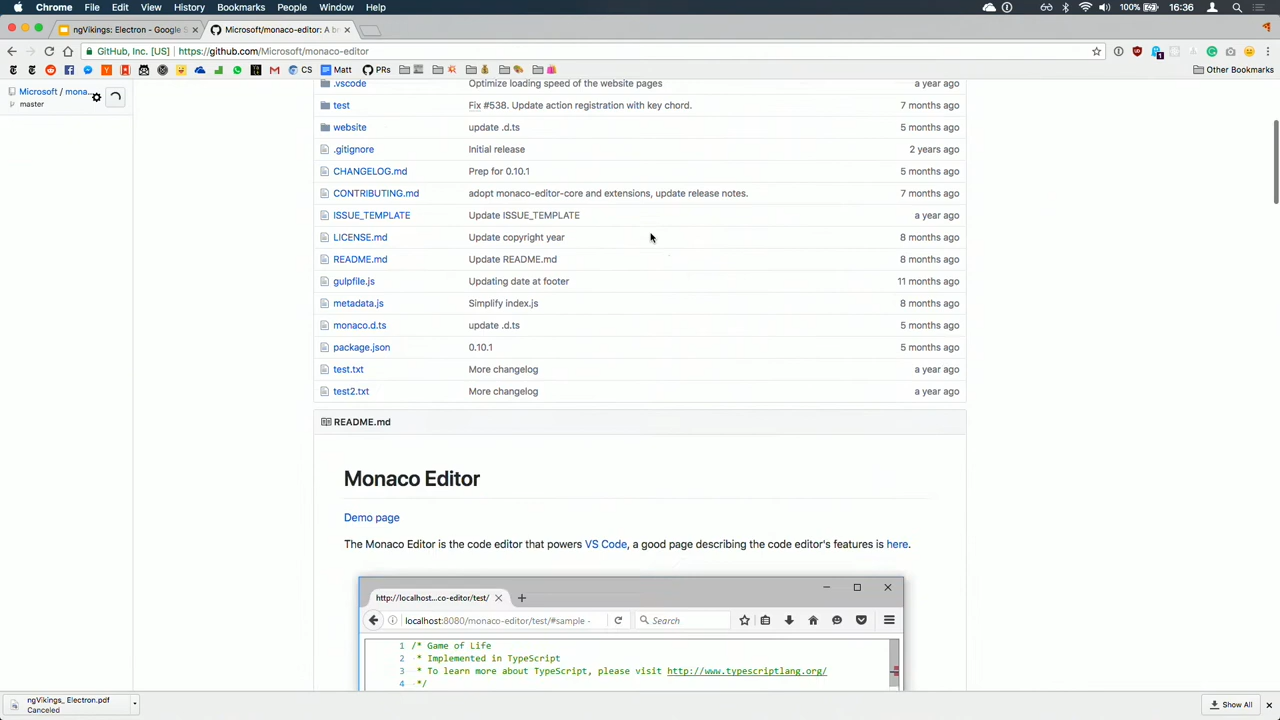 Chrome File Edit View History Bookmarks People Window Help 100% 16:36
ngVikings: Electron - Google S × Microsoft/monaco-editor: A b ×
GitHub, Inc. [US] | https://github.com/Microsoft/monaco-editor
CS Matt PRs Other Bookmarks
Microsoft / mona...
master
.vscode Optimize loading speed of the website pages a year ago
test Fix #538. Update action registration with key chord. 7 months ago
website update .d.ts 5 months ago
.gitignore Initial release 2 years ago
CHANGELOG.md Prep for 0.10.1 5 months ago
CONTRIBUTING.md adopt monaco-editor-core and extensions, update release notes. 7 months ago
ISSUE_TEMPLATE Update ISSUE_TEMPLATE a year ago
LICENSE.md Update copyright year 8 months ago
README.md Update README.md 8 months ago
gulpfile.js Updating date at footer 11 months ago
metadata.js Simplify index.js 8 months ago
monaco.d.ts update .d.ts 5 months ago
package.json 0.10.1 5 months ago
test.txt More changelog a year ago
test2.txt More changelog a year ago
README.md
Monaco Editor
Demo page
The Monaco Editor is the code editor that powers VS Code, a good page describing the code editor's features is here.
http://localhost...co-editor/test/
localhost:8080/monaco-editor/test/#sample - Search
1 /* Game of Life
2 * Implemented in TypeScript
3 * To learn more about TypeScript, please visit http://www.typescriptlang.org/
4 */
ngVikings_ Electron.pdf
Canceled
Show All